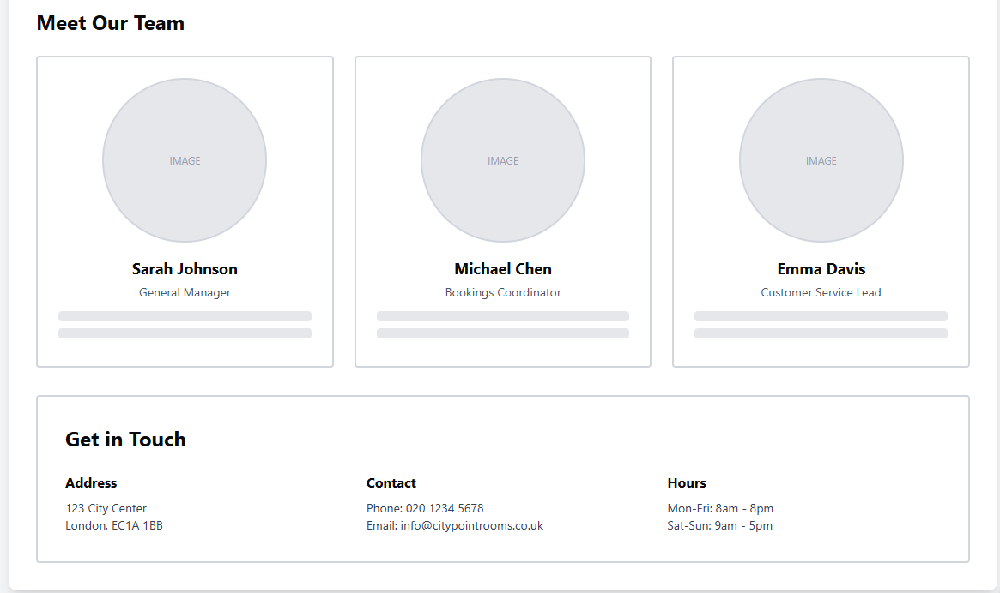 Meet Our Team
IMAGE
IMAGE
IMAGE
Sarah Johnson
Michael Chen
Emma Davis
General Manager
Bookings Coordinator
Customer Service Lead
Get in Touch
Address
Contact
Hours
123 City Center
Phone: 020 1234 5678
Mon-Fri: 8am - 8pm
London, EC1A 1BB
Email: info@citypointrooms.co.uk
Sat-Sun: 9am - 5pm